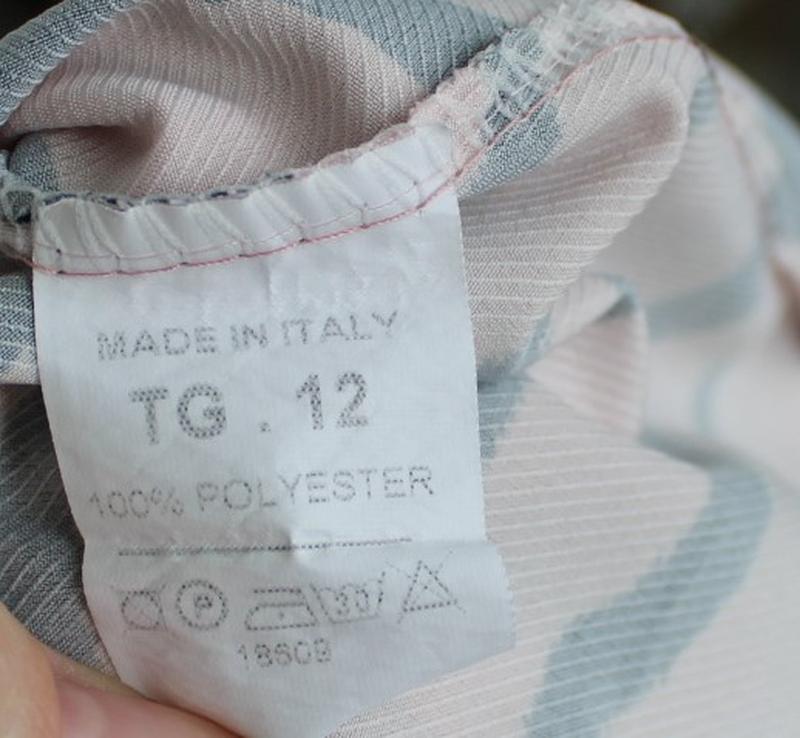 MADE IN ITALY
TG . 12
100% POLYESTER
P 30
18609